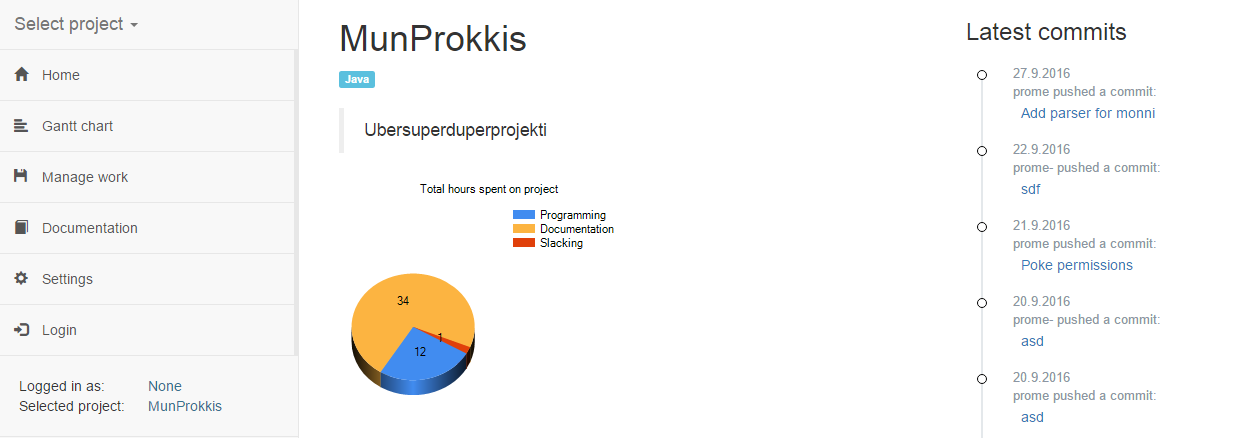 Select project
Home
Gantt chart
Manage work
Documentation
Settings
Login
Logged in as: None
Selected project: MunProkkis
MunProkkis
Java
Ubersuperduperprojekti
Total hours spent on project
Programming
Documentation
Slacking
34
1
12
Latest commits
27.9.2016
prome pushed a commit:
Add parser for monni
22.9.2016
prome- pushed a commit:
sdf
21.9.2016
prome pushed a commit:
Poke permissions
20.9.2016
prome- pushed a commit:
asd
20.9.2016
prome pushed a commit:
asd